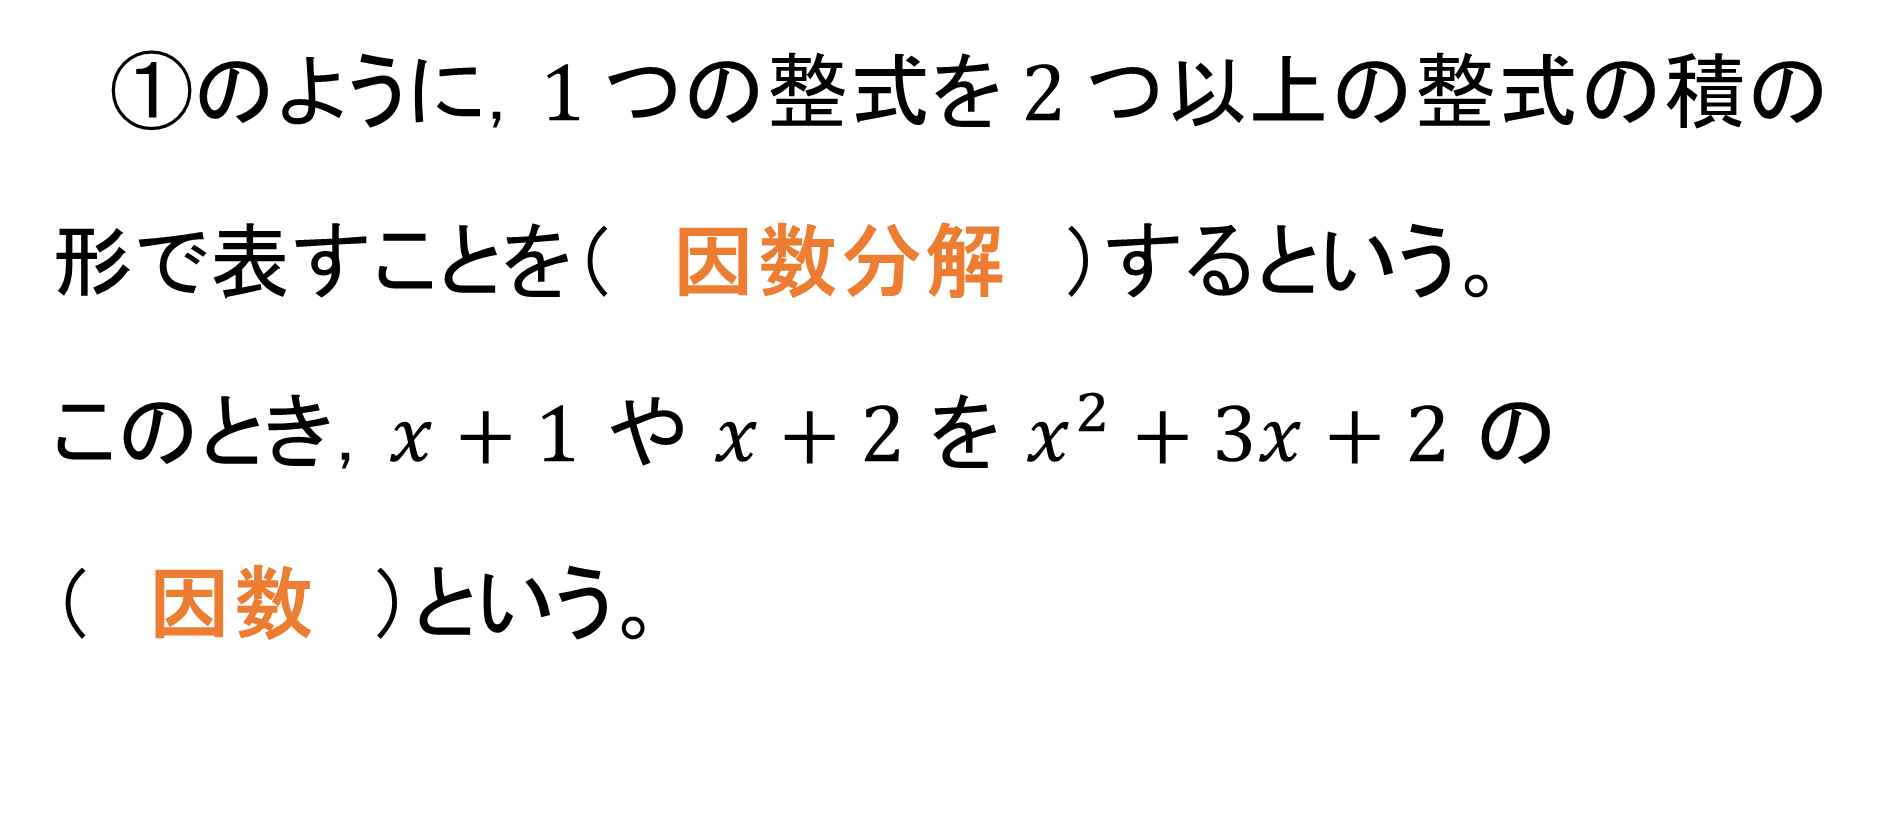 ①のように，1 つの整式を 2 つ以上の整式の積の
形で表すことを（　因数分解　）するという。
このとき，x + 1 や x + 2 を x² + 3x + 2 の
（　因数　）という。